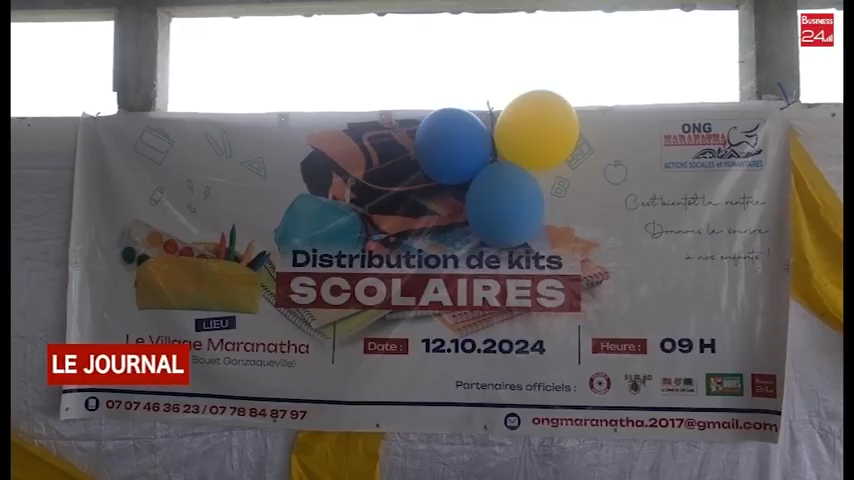 BUSINESS
24
ONG
MARANATHA
ACTIONS SOCIALES et HUMANITAIRES
C'est bientôt la rentrée
Donnons le sourire
à nos enfants !
Distribution de kits
SCOLAIRES
LIEU
Le Village Maranatha
Bouet Gonzagueville)
Date :
12.10.2024
Heure :
09 H
LE JOURNAL
Partenaires officiels :
07 07 46 36 23 / 07 78 84 87 97
ongmaranatha.2017@gmail.com